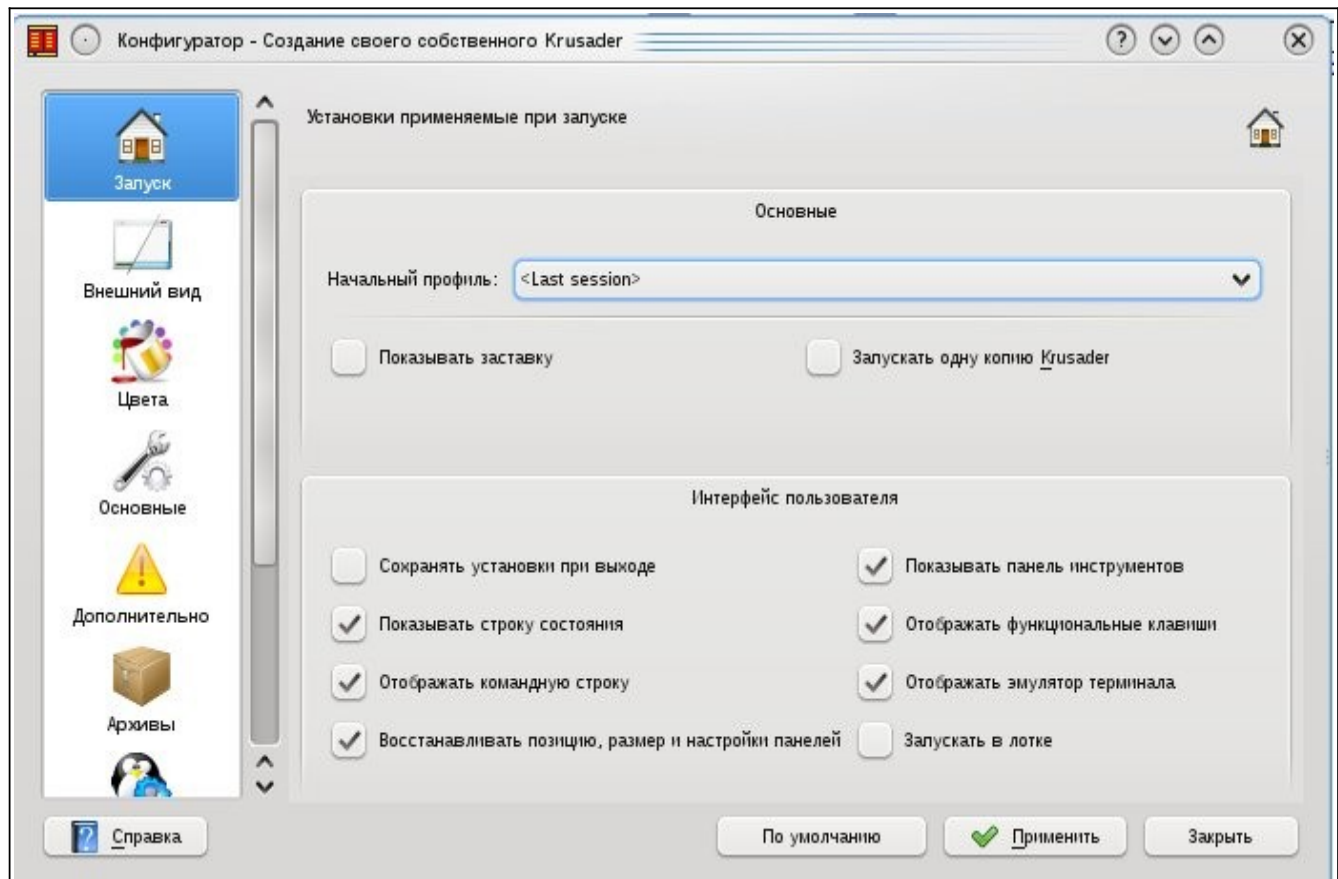 Конфигуратор - Создание своего собственного Krusader
Запуск
Внешний вид
Цвета
Основные
Дополнительно
Архивы
Установки применяемые при запуске
Основные
Начальный профиль: <Last session>
Показывать заставку
Запускать одну копию Krusader
Интерфейс пользователя
Сохранять установки при выходе
Показывать панель инструментов
Показывать строку состояния
Отображать функциональные клавиши
Отображать командную строку
Отображать эмулятор терминала
Восстанавливать позицию, размер и настройки панелей
Запускать в лотке
Справка
По умолчанию
Применить
Закрыть